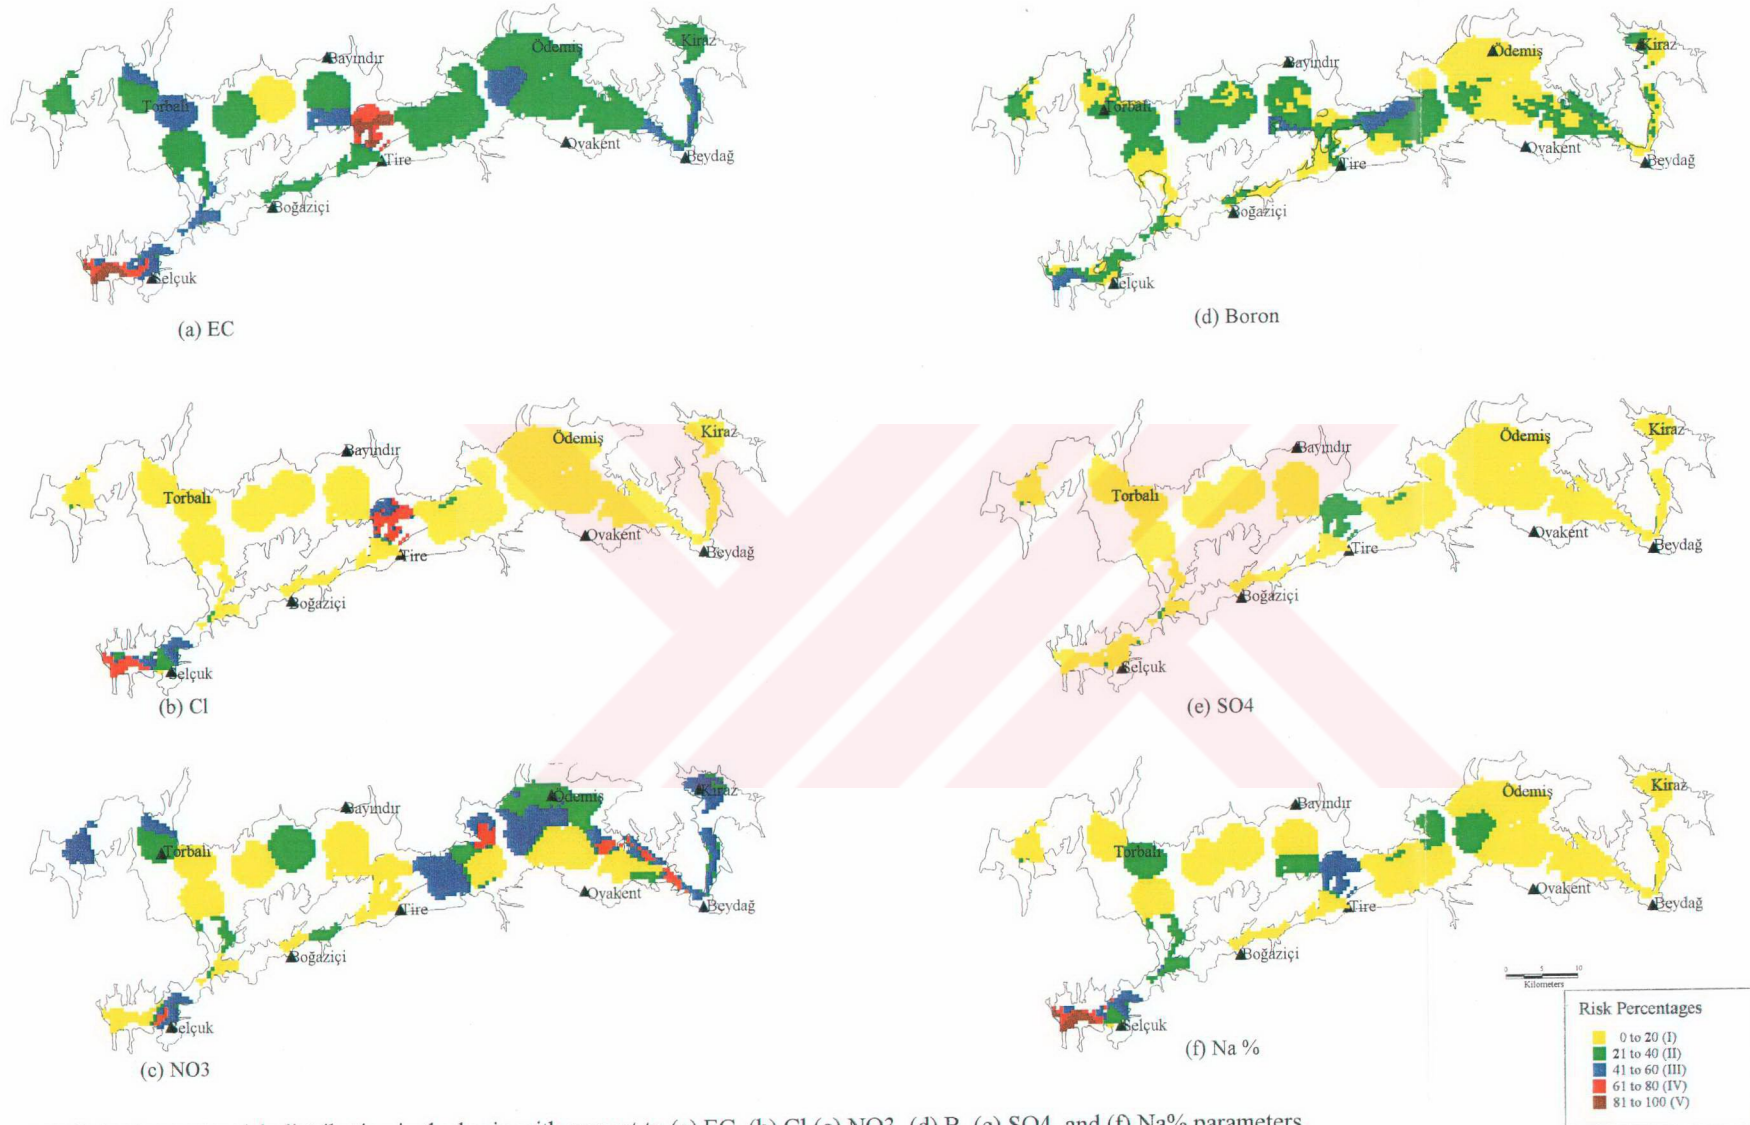 Ödemiş
Kiraz
Bayındır
Torbalı
Ovakent
Beydağ
Tire
Boğaziçi
Selçuk
(a) EC
Ödemiş
Kiraz
Bayındır
Torbalı
Ovakent
Beydağ
Tire
Boğaziçi
Selçuk
(d) Boron
Ödemiş
Kiraz
Bayındır
Torbalı
Ovakent
Beydağ
Tire
Boğaziçi
Selçuk
(b) Cl
Ödemiş
Kiraz
Bayındır
Torbalı
Ovakent
Beydağ
Tire
Boğaziçi
Selçuk
(e) SO4
Ödemiş
Kiraz
Bayındır
Torbalı
Ovakent
Beydağ
Tire
Boğaziçi
Selçuk
(c) NO3
Ödemiş
Kiraz
Bayındır
Torbalı
Ovakent
Beydağ
Tire
Boğaziçi
Selçuk
(f) Na %
0 5 10
Kilometers
Risk Percentages
0 to 20 (I)
21 to 40 (II)
41 to 60 (III)
61 to 80 (IV)
81 to 100 (V)
(a) EC, (b) Cl (c) NO3, (d) B, (e) SO4, and (f) Na% parameters